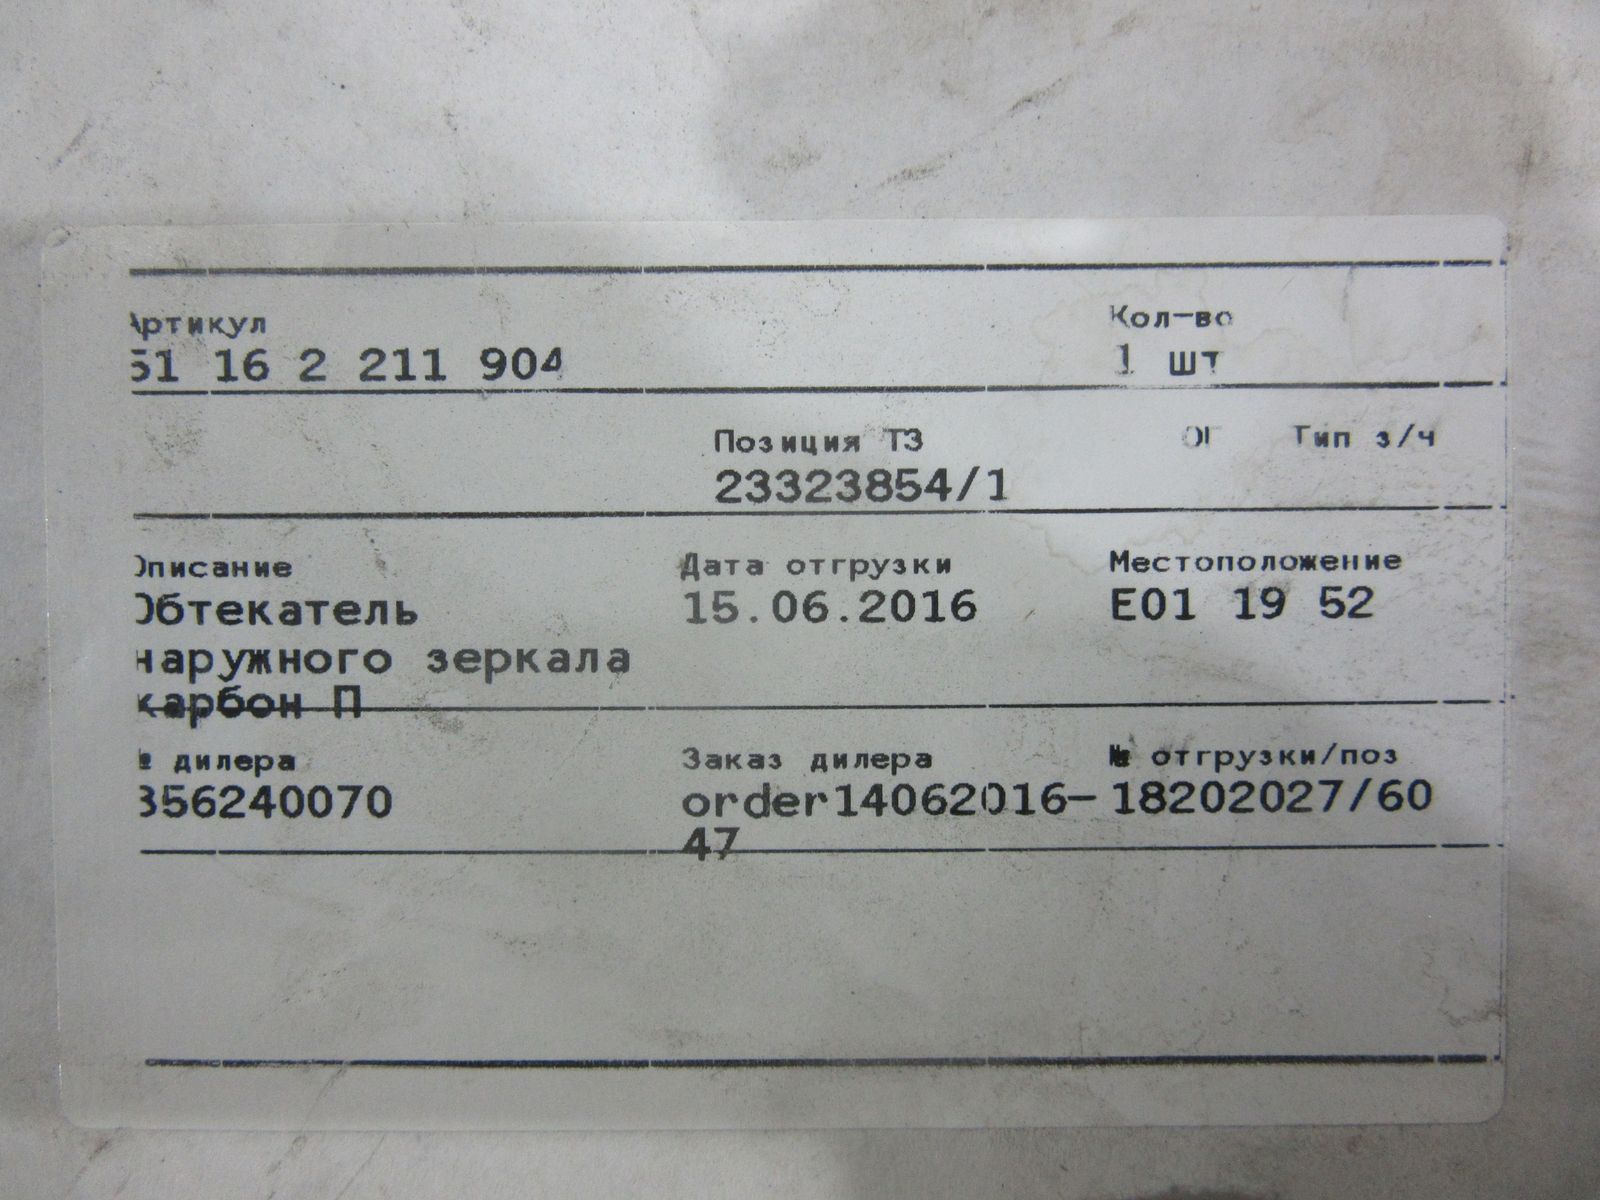 Артикул Кол-во
51 16 2 211 904 1 шт
Позиция ТЗ ОГ Тип з/ч
23323854/1
Описание Дата отгрузки Местоположение
Обтекатель 15.06.2016 E01 19 52
наружного зеркала
карбон П
№ дилера Заказ дилера № отгрузки/поз
356240070 order14062016- 18202027/60
47